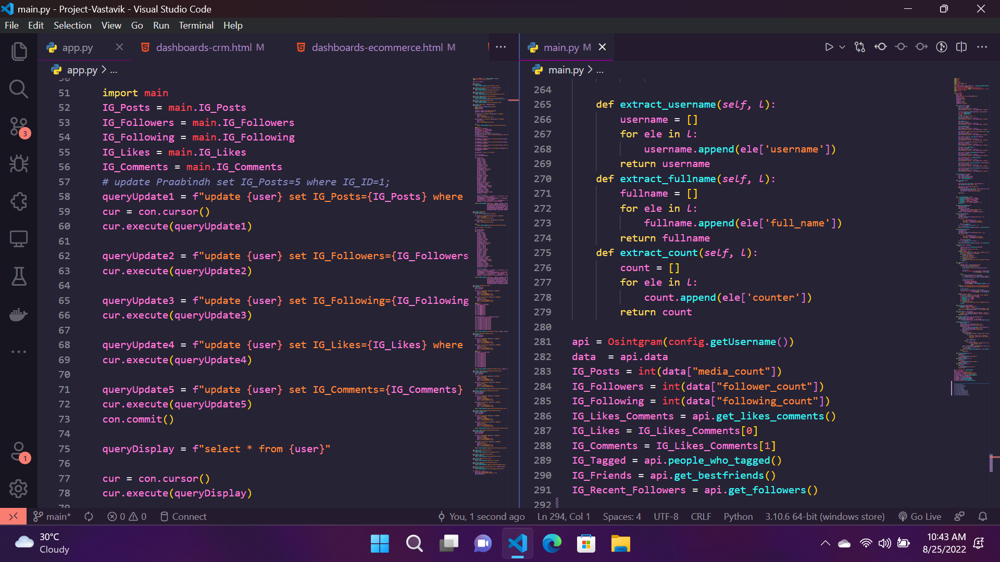 main.py - Project-Vastavik - Visual Studio Code
File Edit Selection View Go Run Terminal Help
app.py dashboards-crm.html M dashboards-ecommerce.html M
app.py > ...
51 import main
52 IG_Posts = main.IG_Posts
53 IG_Followers = main.IG_Followers
54 IG_Following = main.IG_Following
55 IG_Likes = main.IG_Likes
56 IG_Comments = main.IG_Comments
57 # update Praabindh set IG_Posts=5 where IG_ID=1;
58 queryUpdate1 = f"update {user} set IG_Posts={IG_Posts} where
59 cur = con.cursor()
60 cur.execute(queryUpdate1)
61
62 queryUpdate2 = f"update {user} set IG_Followers={IG_Followers
63 cur.execute(queryUpdate2)
64
65 queryUpdate3 = f"update {user} set IG_Following={IG_Following
66 cur.execute(queryUpdate3)
67
68 queryUpdate4 = f"update {user} set IG_Likes={IG_Likes} where
69 cur.execute(queryUpdate4)
70
71 queryUpdate5 = f"update {user} set IG_Comments={IG_Comments}
72 cur.execute(queryUpdate5)
73 con.commit()
74
75 queryDisplay = f"select * from {user}"
76
77 cur = con.cursor()
78 cur.execute(queryDisplay)
79
main.py M
main.py > ...
264
265 def extract_username(self, l):
266 username = []
267 for ele in l:
268 username.append(ele['username'])
269 return username
270 def extract_fullname(self, l):
271 fullname = []
272 for ele in l:
273 fullname.append(ele['full_name'])
274 return fullname
275 def extract_count(self, l):
276 count = []
277 for ele in l:
278 count.append(ele['counter'])
279 return count
280
281 api = Osintgram(config.getUsername())
282 data  = api.data
283 IG_Posts = int(data["media_count"])
284 IG_Followers = int(data["follower_count"])
285 IG_Following = int(data["following_count"])
286 IG_Likes_Comments = api.get_likes_comments()
287 IG_Likes = IG_Likes_Comments[0]
288 IG_Comments = IG_Likes_Comments[1]
289 IG_Tagged = api.people_who_tagged()
290 IG_Friends = api.get_bestfriends()
291 IG_Recent_Followers = api.get_followers()
292
3
1
main* 0 0 Connect You, 1 second ago Ln 294, Col 1 Spaces: 4 UTF-8 CRLF Python 3.10.6 64-bit (windows store) Go Live
30°C
Cloudy
10:43 AM
8/25/2022